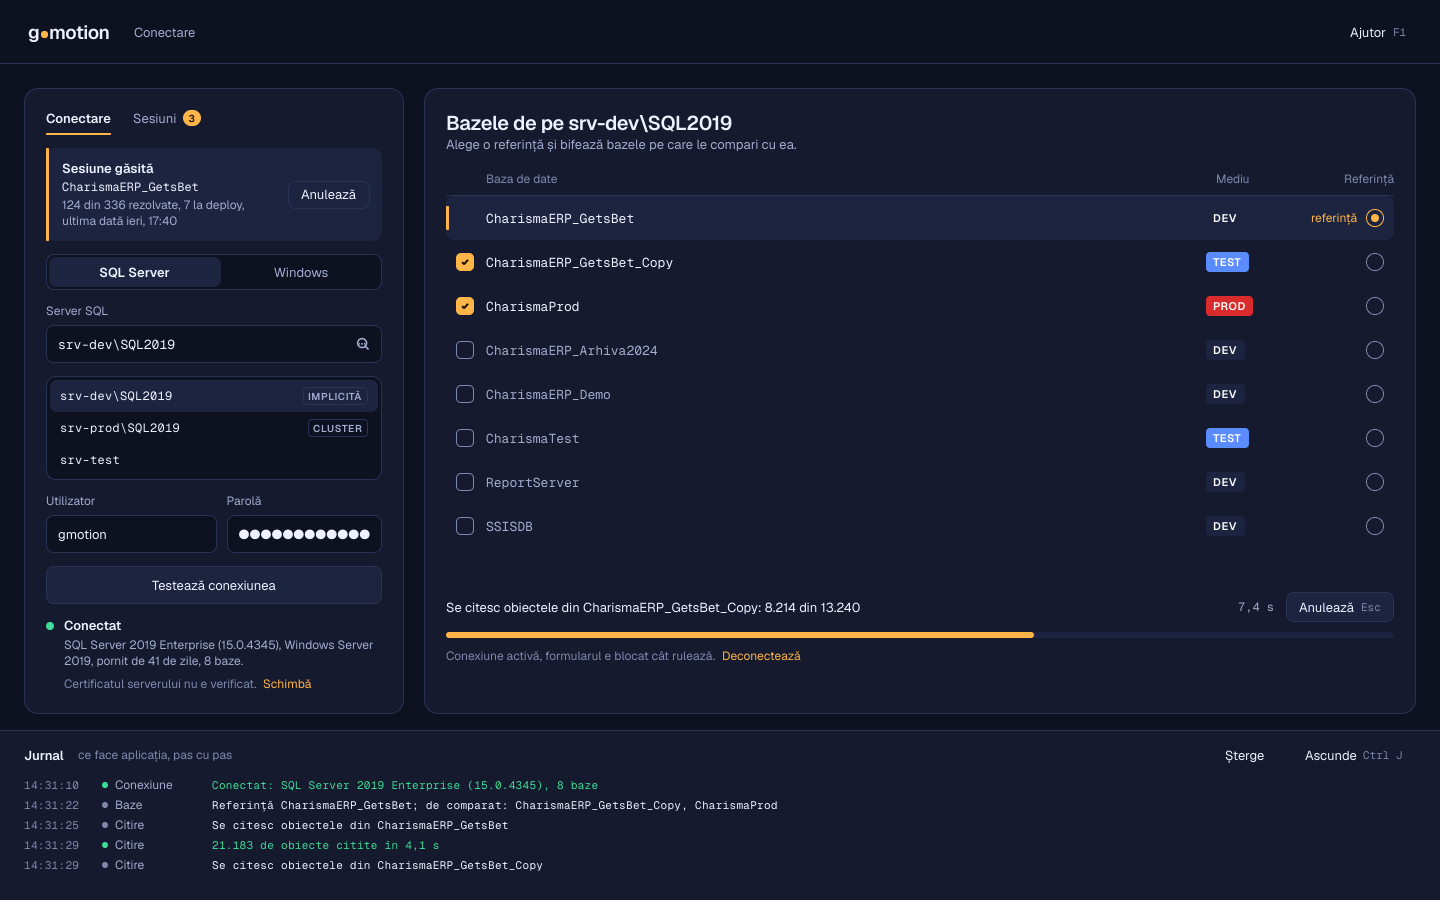 gmotion Conectare Ajutor F1
Conectare Sesiuni 3
Sesiune găsită
CharismaERP_GetsBet
124 din 336 rezolvate, 7 la deploy,
ultima dată ieri, 17:40
Anulează
SQL Server Windows
Server SQL
srv-dev\SQL2019
srv-dev\SQL2019 IMPLICITĂ
srv-prod\SQL2019 CLUSTER
srv-test
Utilizator Parolă
gmotion ●●●●●●●●●●●●
Testează conexiunea
Conectat
SQL Server 2019 Enterprise (15.0.4345), Windows Server
2019, pornit de 41 de zile, 8 baze.
Certificatul serverului nu e verificat. Schimbă
Bazele de pe srv-dev\SQL2019
Alege o referință și bifează bazele pe care le compari cu ea.
Baza de date Mediu Referință
CharismaERP_GetsBet DEV referință
CharismaERP_GetsBet_Copy TEST
CharismaProd PROD
CharismaERP_Arhiva2024 DEV
CharismaERP_Demo DEV
CharismaTest TEST
ReportServer DEV
SSISDB DEV
Se citesc obiectele din CharismaERP_GetsBet_Copy: 8.214 din 13.240 7,4 s Anulează Esc
Conexiune activă, formularul e blocat cât rulează. Deconectează
Jurnal ce face aplicația, pas cu pas Șterge Ascunde Ctrl J
14:31:10 Conexiune Conectat: SQL Server 2019 Enterprise (15.0.4345), 8 baze
14:31:22 Baze Referință CharismaERP_GetsBet; de comparat: CharismaERP_GetsBet_Copy, CharismaProd
14:31:25 Citire Se citesc obiectele din CharismaERP_GetsBet
14:31:29 Citire 21.183 de obiecte citite în 4,1 s
14:31:29 Citire Se citesc obiectele din CharismaERP_GetsBet_Copy